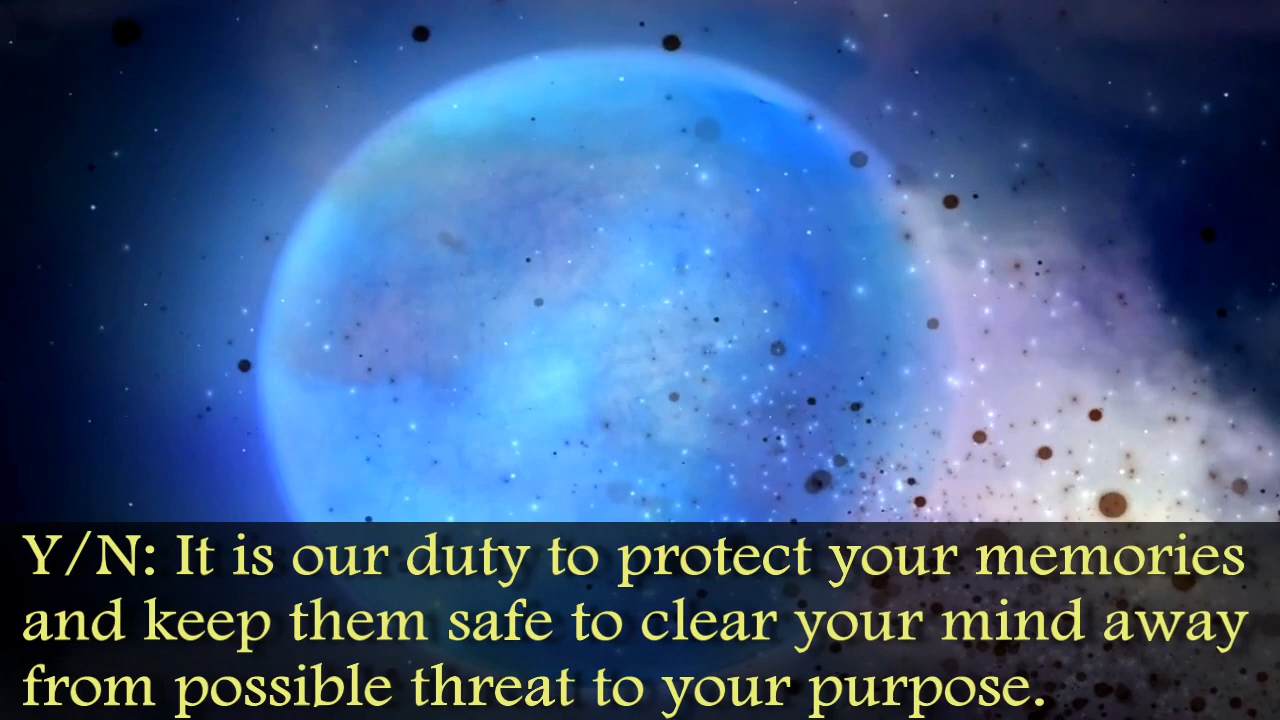 Y/N: It is our duty to protect your memories
and keep them safe to clear your mind away
from possible threat to your purpose.